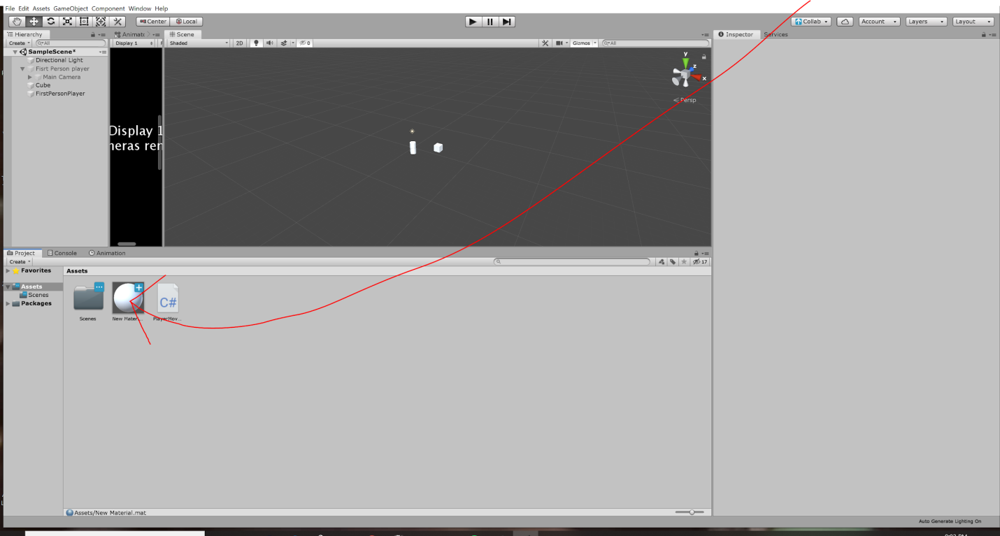 File Edit Assets GameObject Component Window Help
Center Local Collab Account Layers Layout
Hierarchy Animat Scene Inspector Services
Create All Display 1 Shaded 2D 0 Gizmos All
SampleScene*
Directional Light
Fisrt Person player
Main Camera
Cube
FirstPersonPlayer
y
z
x
Persp
Display 1
neras ren
Project Console Animation
Create 17
Favorites
Assets
Scenes
Packages
Assets
C#
Scenes New Mater... PlayerMov...
Assets/New Material.mat
Auto Generate Lighting On